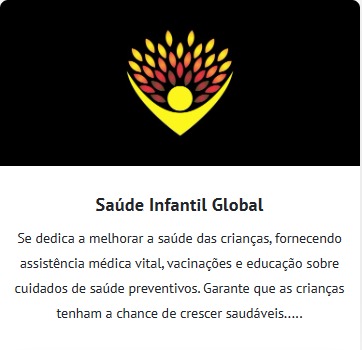 Saúde Infantil Global
Se dedica a melhorar a saúde das crianças, fornecendo
assistência médica vital, vacinações e educação sobre
cuidados de saúde preventivos. Garante que as crianças
tenham a chance de crescer saudáveis.....